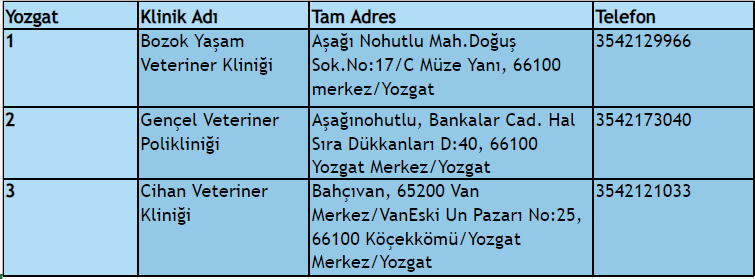 Yozgat Klinik Adı Tam Adres Telefon
1 Bozok Yaşam Aşağı Nohutlu Mah.Doğuş 3542129966
Veteriner Kliniği Sok.No:17/C Müze Yanı, 66100
merkez/Yozgat
2 Gençel Veteriner Aşağınohutlu, Bankalar Cad. Hal 3542173040
Polikliniği Sıra Dükkanları D:40, 66100
Yozgat Merkez/Yozgat
3 Cihan Veteriner Bahçıvan, 65200 Van 3542121033
Kliniği Merkez/VanEski Un Pazarı No:25,
66100 Köçekkömü/Yozgat
Merkez/Yozgat